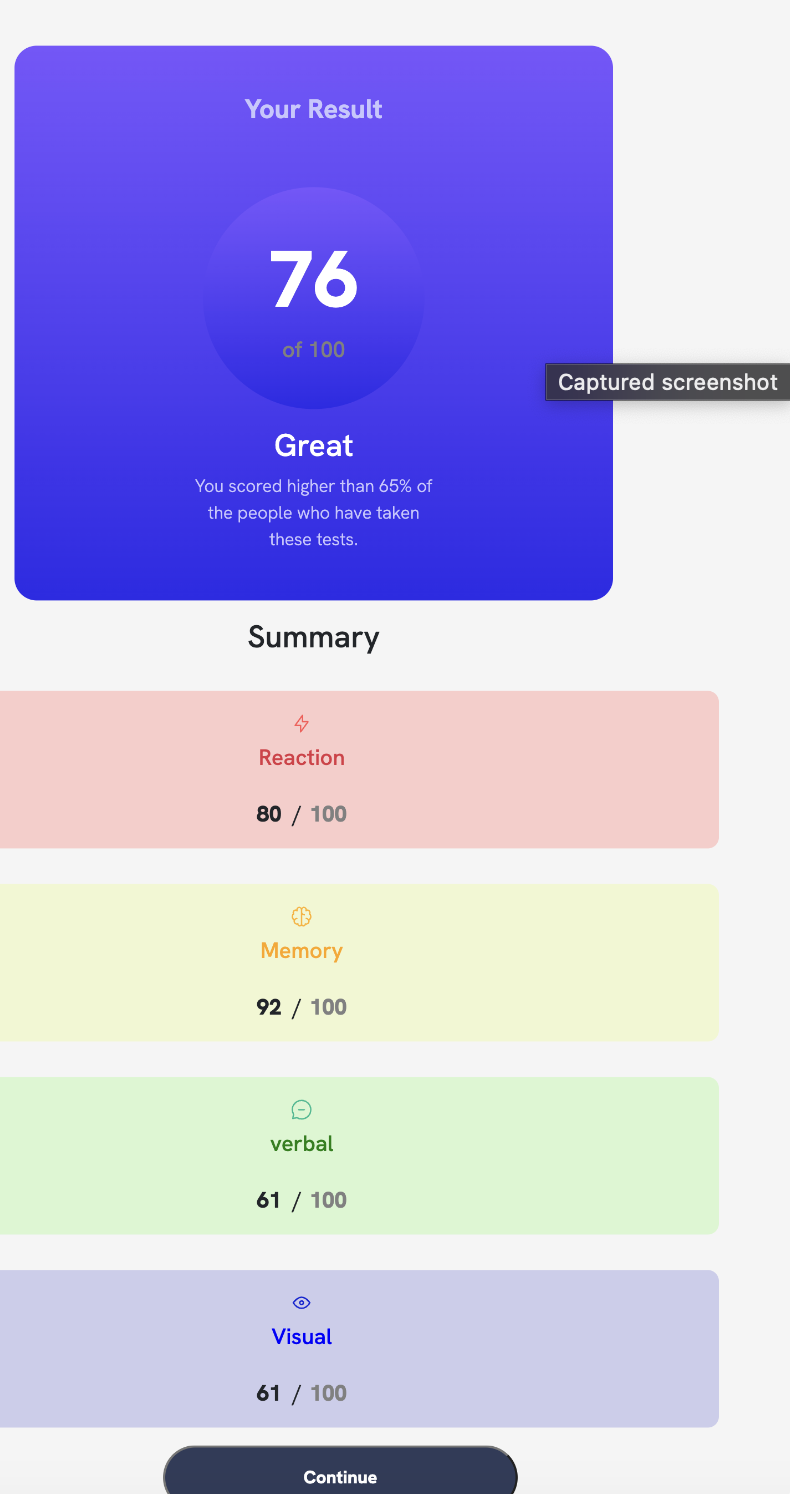 Your Result
76
of 100
Captured screenshot
Great
You scored higher than 65% of
the people who have taken
these tests.
Summary
Reaction
80 / 100
Memory
92 / 100
verbal
61 / 100
Visual
61 / 100
Continue